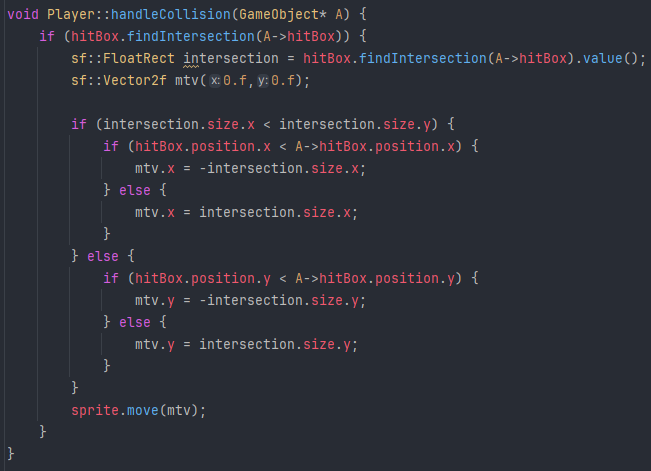 void Player::handleCollision(GameObject* A) {
    if (hitBox.findIntersection(A->hitBox)) {
        sf::FloatRect intersection = hitBox.findIntersection(A->hitBox).value();
        sf::Vector2f mtv(x: 0.f, y: 0.f);

        if (intersection.size.x < intersection.size.y) {
            if (hitBox.position.x < A->hitBox.position.x) {
                mtv.x = -intersection.size.x;
            } else {
                mtv.x = intersection.size.x;
            }
        } else {
            if (hitBox.position.y < A->hitBox.position.y) {
                mtv.y = -intersection.size.y;
            } else {
                mtv.y = intersection.size.y;
            }
        }
        sprite.move(mtv);
    }
}